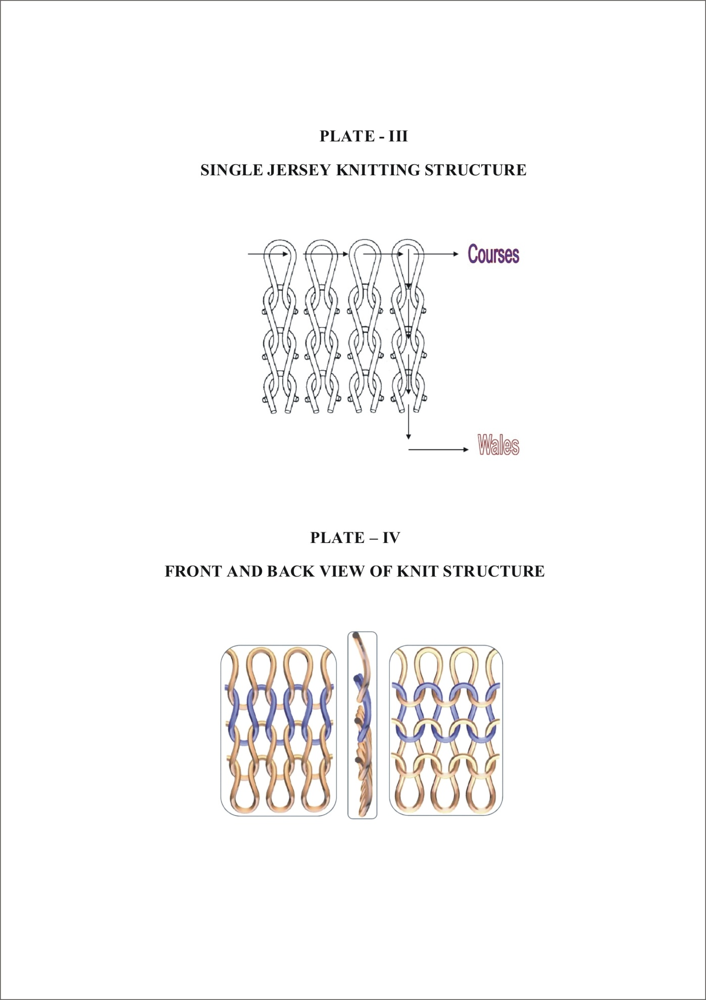 PLATE - III
SINGLE JERSEY KNITTING STRUCTURE
Courses
Wales
PLATE – IV
FRONT AND BACK VIEW OF KNIT STRUCTURE